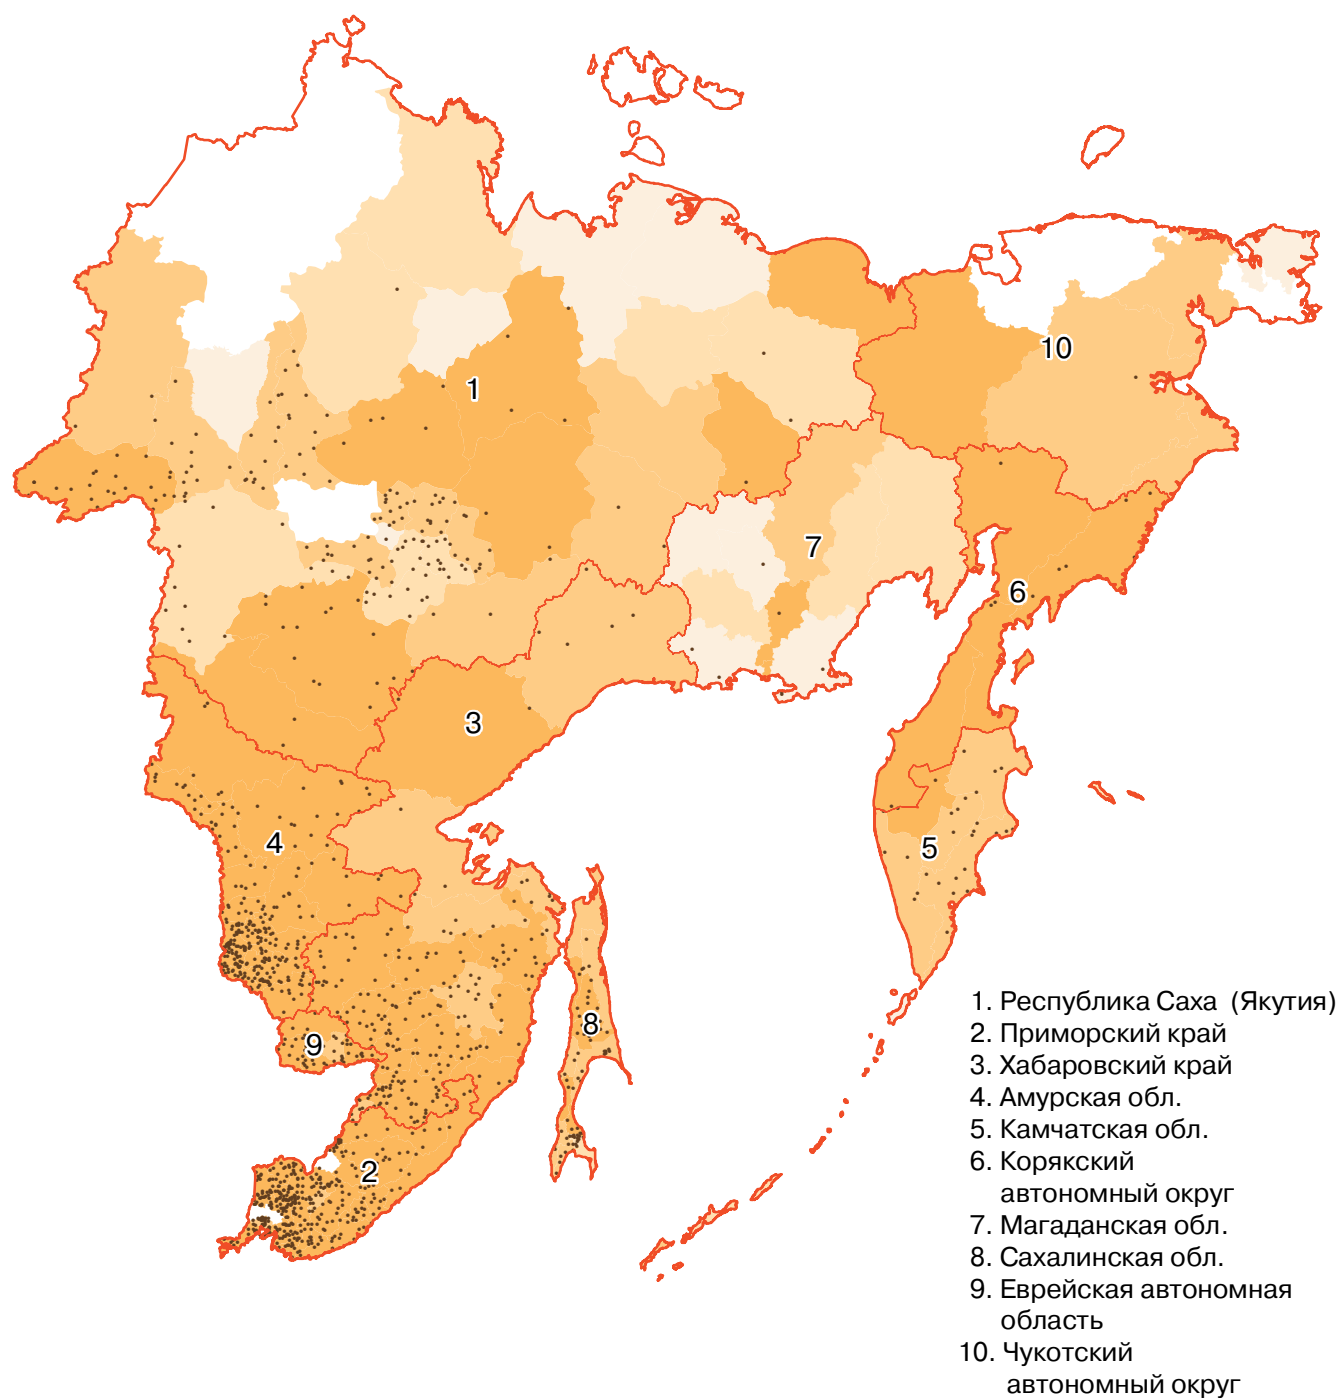 1
10
7
6
3
4
5
8
9
2
1. Республика Саха (Якутия)
2. Приморский край
3. Хабаровский край
4. Амурская обл.
5. Камчатская обл.
6. Корякский
автономный округ
7. Магаданская обл.
8. Сахалинская обл.
9. Еврейская автономная
область
10. Чукотский
автономный округ